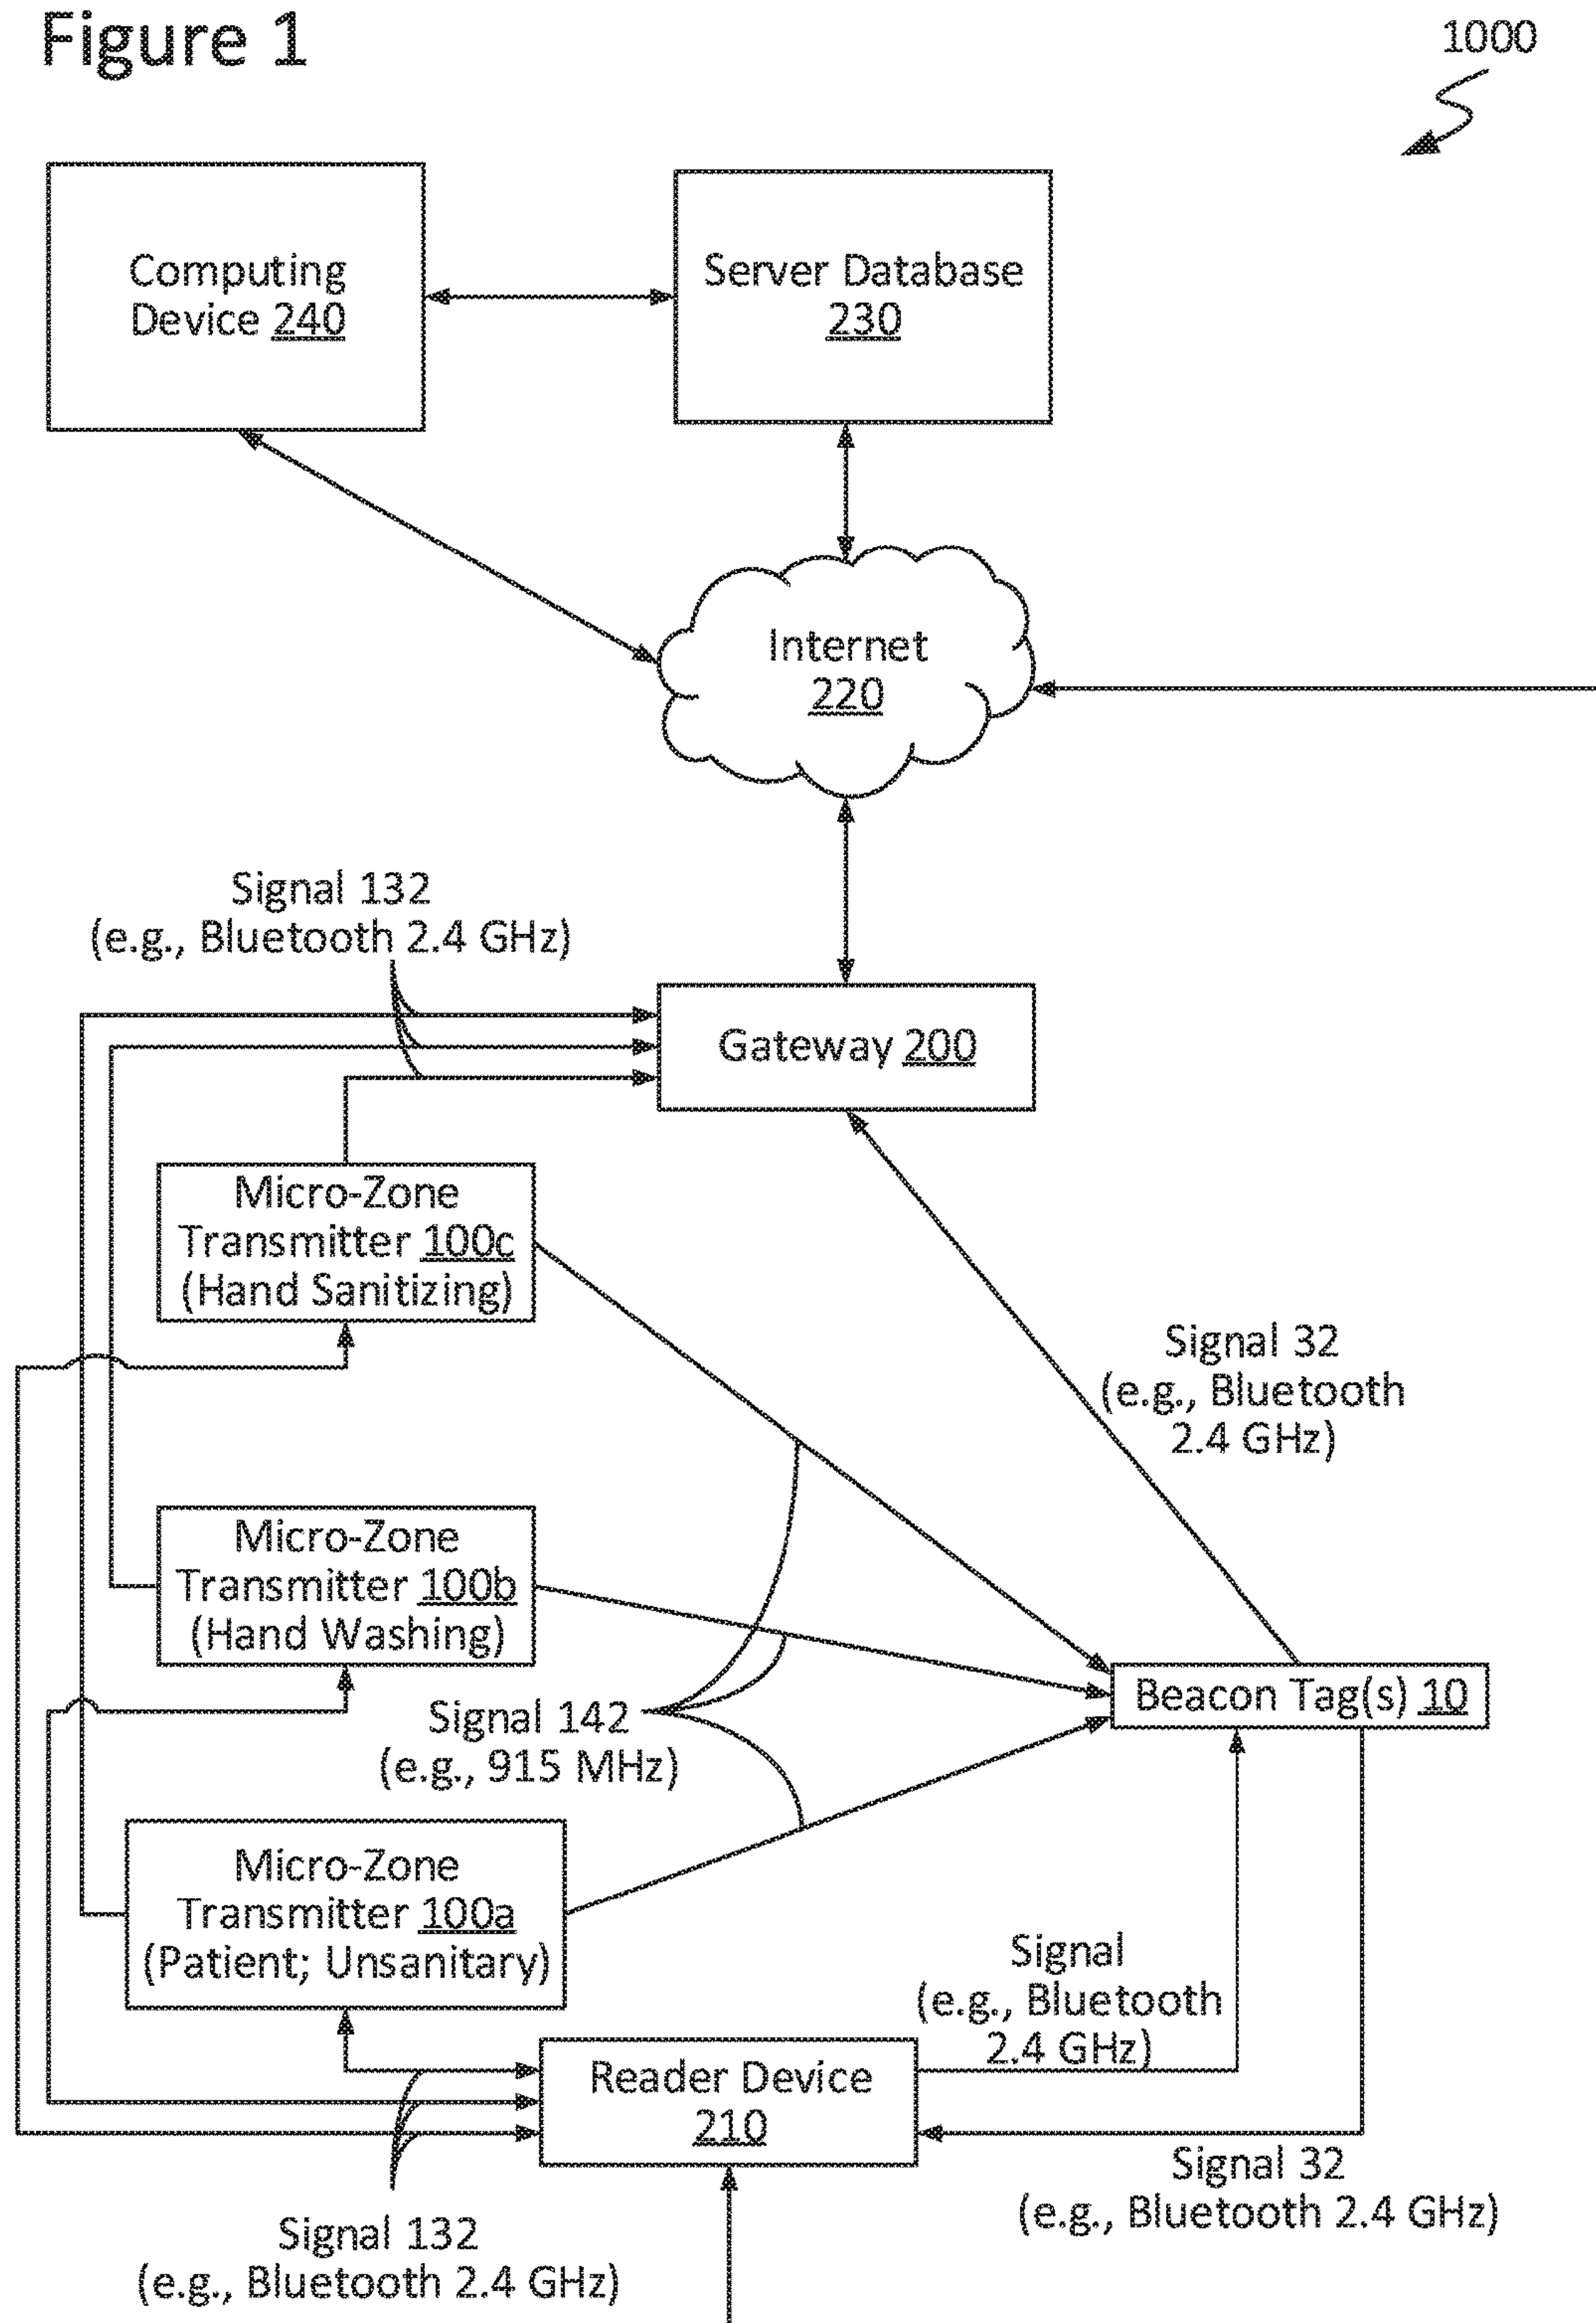 Figure 1
1000
Computing
Device 240
Server Database
230
Internet
220
Signal 132
(e.g., Bluetooth 2.4 GHz)
Gateway 200
Micro-Zone
Transmitter 100c
(Hand Sanitizing)
Signal 32
(e.g., Bluetooth
2.4 GHz)
Micro-Zone
Transmitter 100b
(Hand Washing)
Beacon Tag(s) 10
Signal 142
(e.g., 915 MHz)
Micro-Zone
Transmitter 100a
(Patient; Unsanitary)
Signal
(e.g., Bluetooth
2.4 GHz)
Reader Device
210
Signal 32
(e.g., Bluetooth 2.4 GHz)
Signal 132
(e.g., Bluetooth 2.4 GHz)